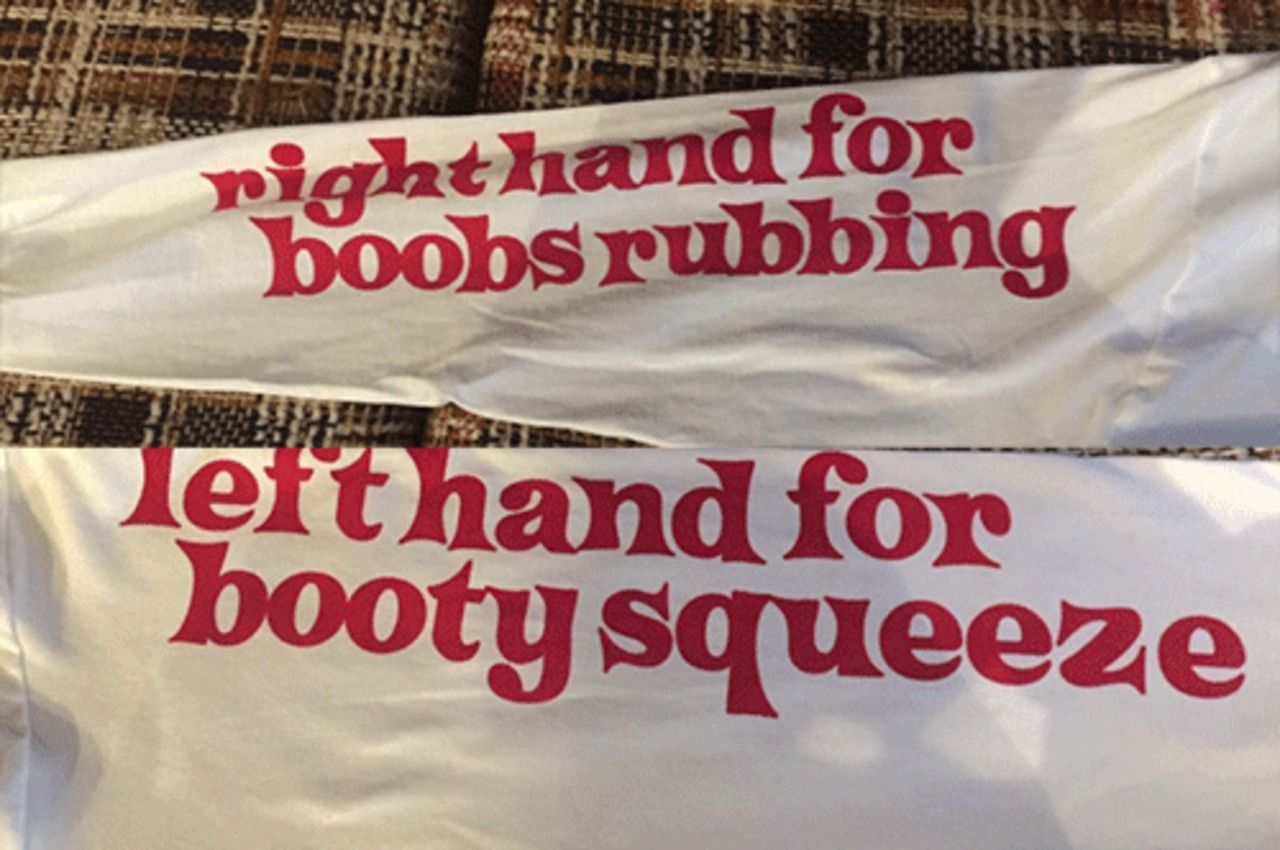 right hand for
boobs rubbing
left hand for
booty squeeze